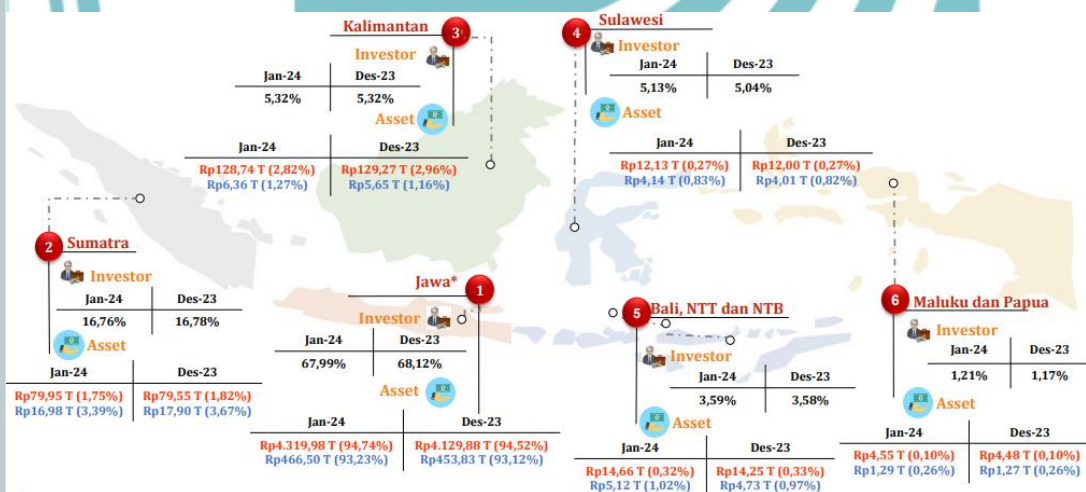 Kalimantan 3
Investor
Jan-24 Des-23
5,32% 5,32%
Asset
Jan-24 Des-23
Rp128,74 T (2,82%) Rp129,27 T (2,96%)
Rp6,36 T (1,27%) Rp5,65 T (1,16%)
4 Sulawesi
Investor
Jan-24 Des-23
5,13% 5,04%
Asset
Jan-24 Des-23
Rp12,13 T (0,27%) Rp12,00 T (0,27%)
Rp4,14 T (0,83%) Rp4,01 T (0,82%)
2 Sumatra
Investor
Jan-24 Des-23
16,76% 16,78%
Asset
Jan-24 Des-23
Rp79,95 T (1,75%) Rp79,55 T (1,82%)
Rp16,98 T (3,39%) Rp17,90 T (3,67%)
Jawa* 1
Investor
Jan-24 Des-23
67,99% 68,12%
Asset
Jan-24 Des-23
Rp4.319,98 T (94,74%) Rp4.129,88 T (94,52%)
Rp466,50 T (93,23%) Rp453,83 T (93,12%)
5 Bali, NTT dan NTB
Investor
Jan-24 Des-23
3,59% 3,58%
Asset
Jan-24 Des-23
Rp14,66 T (0,32%) Rp14,25 T (0,33%)
Rp5,12 T (1,02%) Rp4,73 T (0,97%)
6 Maluku dan Papua
Investor
Jan-24 Des-23
1,21% 1,17%
Asset
Jan-24 Des-23
Rp4,55 T (0,10%) Rp4,48 T (0,10%)
Rp1,29 T (0,26%) Rp1,27 T (0,26%)